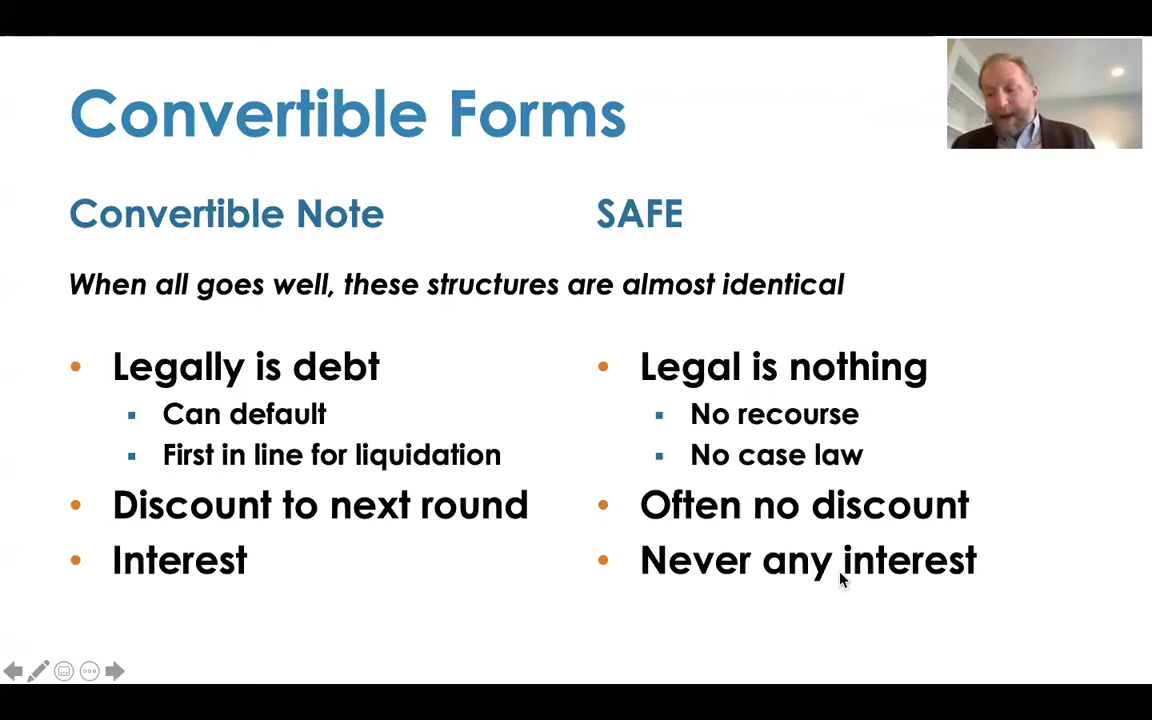 Convertible Forms
Convertible Note
SAFE
When all goes well, these structures are almost identical
• Legally is debt
▪ Can default
▪ First in line for liquidation
• Discount to next round
• Interest
• Legal is nothing
▪ No recourse
▪ No case law
• Often no discount
• Never any interest